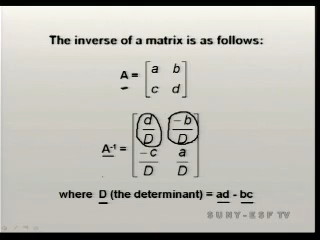 The inverse of a matrix is as follows:
A = [ a b
c d ]
A⁻¹ = [ d/D -b/D
-c/D a/D ]
where D (the determinant) = ad - bc
SUNY-ESF TV